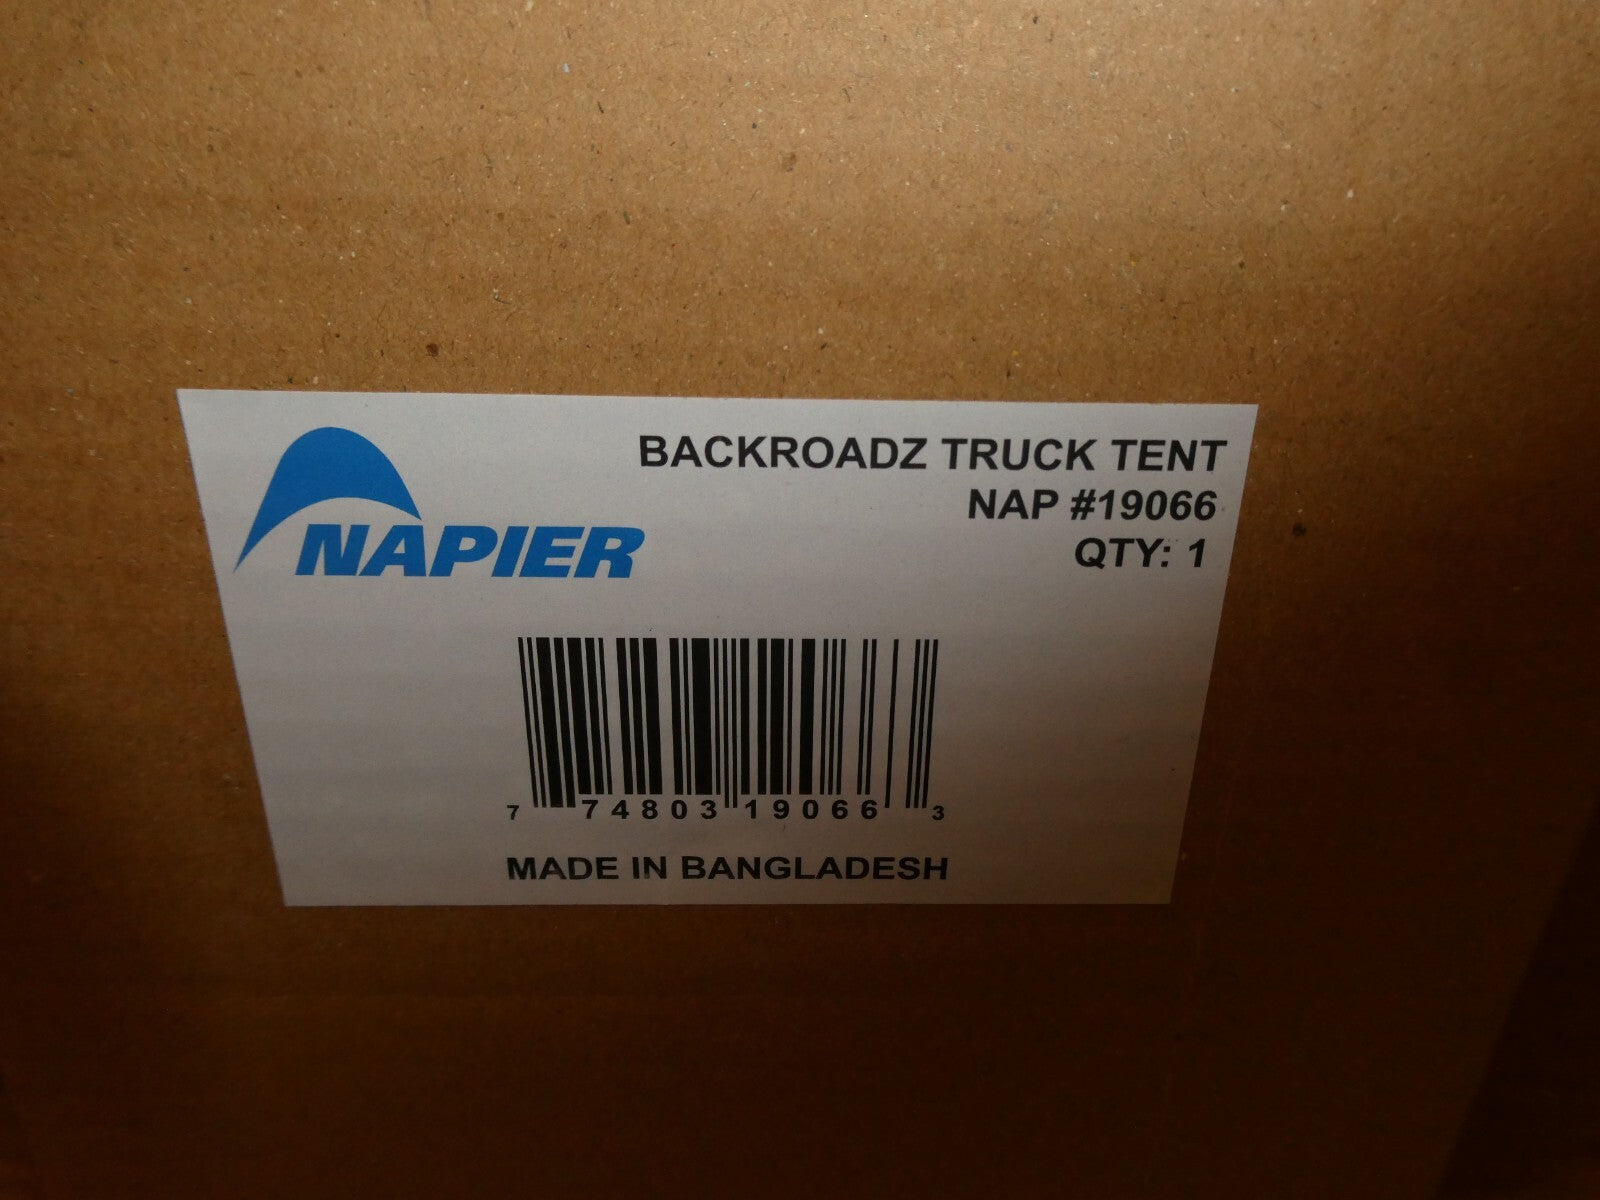 BACKROADZ TRUCK TENT
NAP #19066
QTY: 1
NAPIER
7 74803 19066 3
MADE IN BANGLADESH